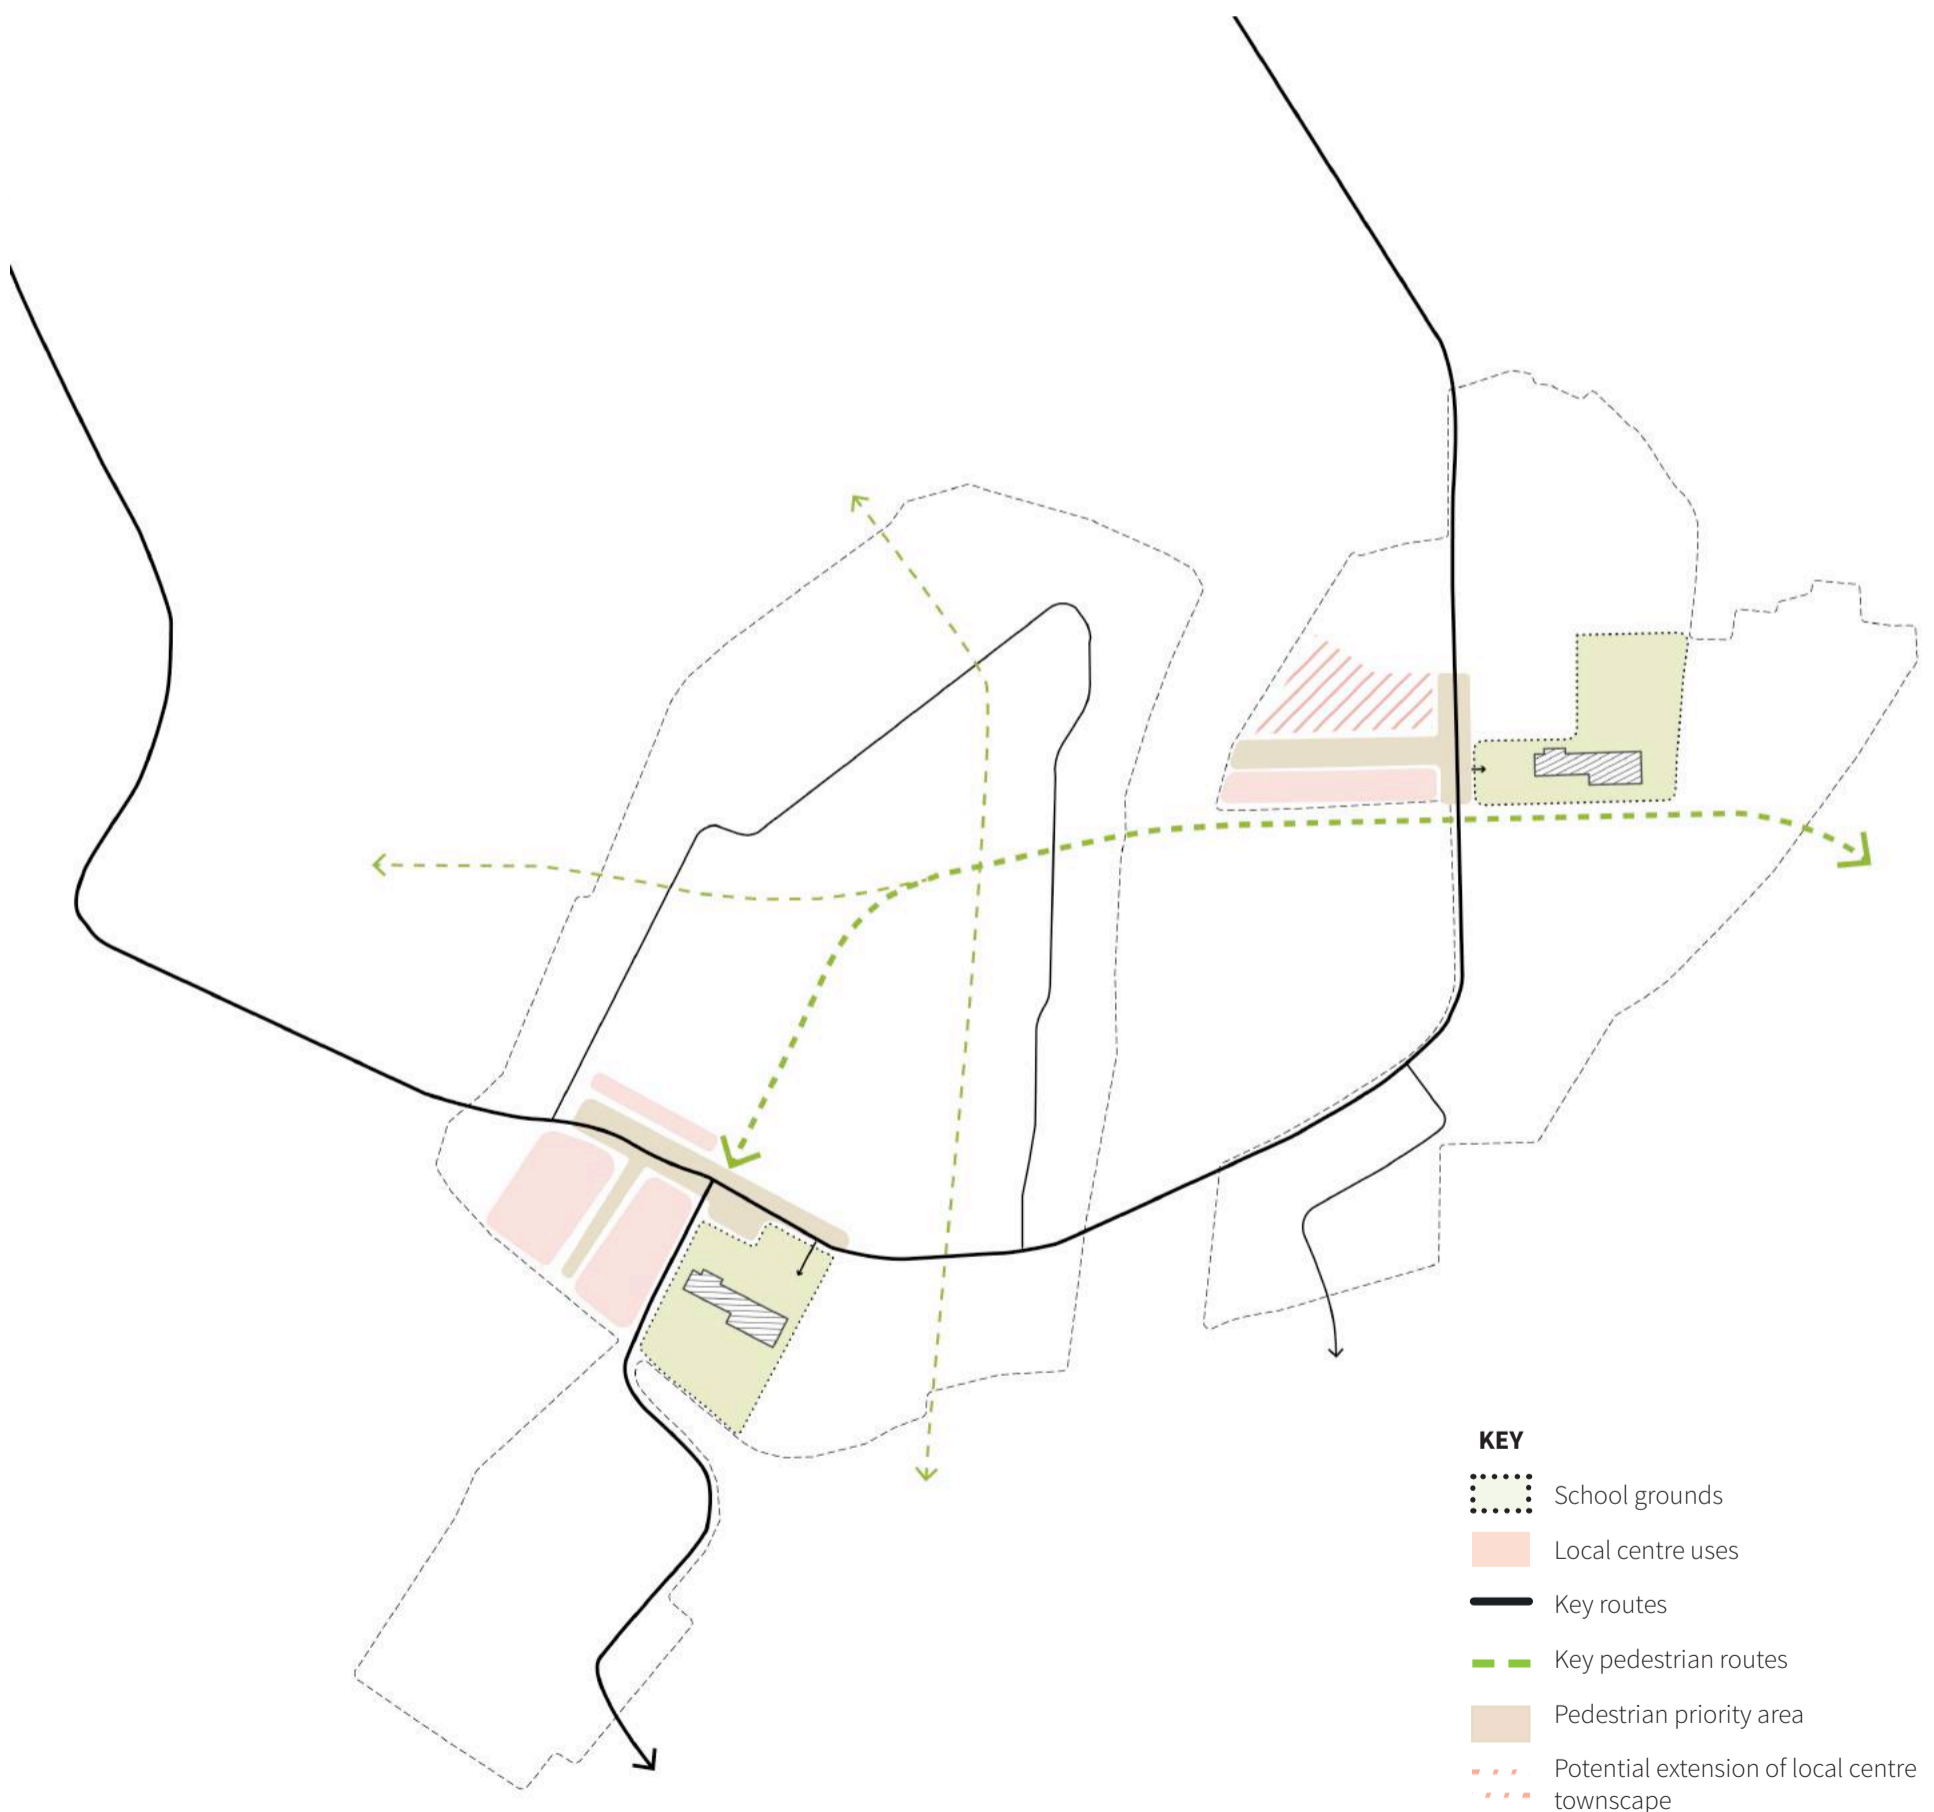 KEY
School grounds
Local centre uses
Key routes
Key pedestrian routes
Pedestrian priority area
Potential extension of local centre
townscape